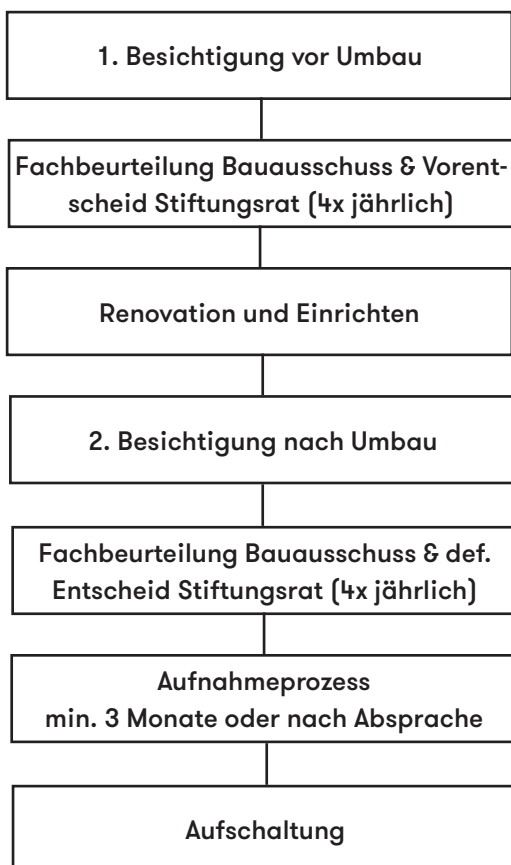 1. Besichtigung vor Umbau
Fachbeurteilung Bauausschuss & Vorent-
scheid Stiftungsrat (4x jährlich)
Renovation und Einrichten
2. Besichtigung nach Umbau
Fachbeurteilung Bauausschuss & def.
Entscheid Stiftungsrat (4x jährlich)
Aufnahmeprozess
min. 3 Monate oder nach Absprache
Aufschaltung